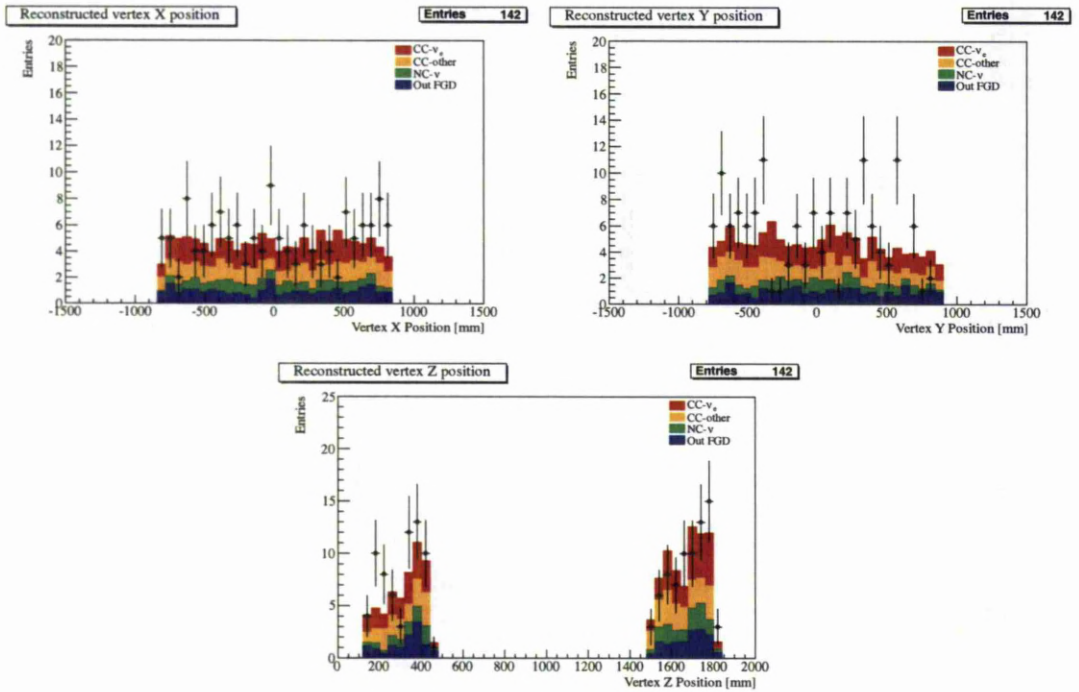 Reconstructed vertex X position
Entries 142
Entries
20
18
16
14
12
10
8
6
4
2
0
CC-νe
CC-other
NC-ν
Out FGD
-1500 -1000 -500 0 500 1000 1500
Vertex X Position [mm]
Reconstructed vertex Y position
Entries 142
Entries
20
18
16
14
12
10
8
6
4
2
0
CC-νe
CC-other
NC-ν
Out FGD
-1500 -1000 -500 0 500 1000 1500
Vertex Y Position [mm]
Reconstructed vertex Z position
Entries 142
Entries
25
20
15
10
5
0
CC-νe
CC-other
NC-ν
Out FGD
0 200 400 600 800 1000 1200 1400 1600 1800 2000
Vertex Z Position [mm]